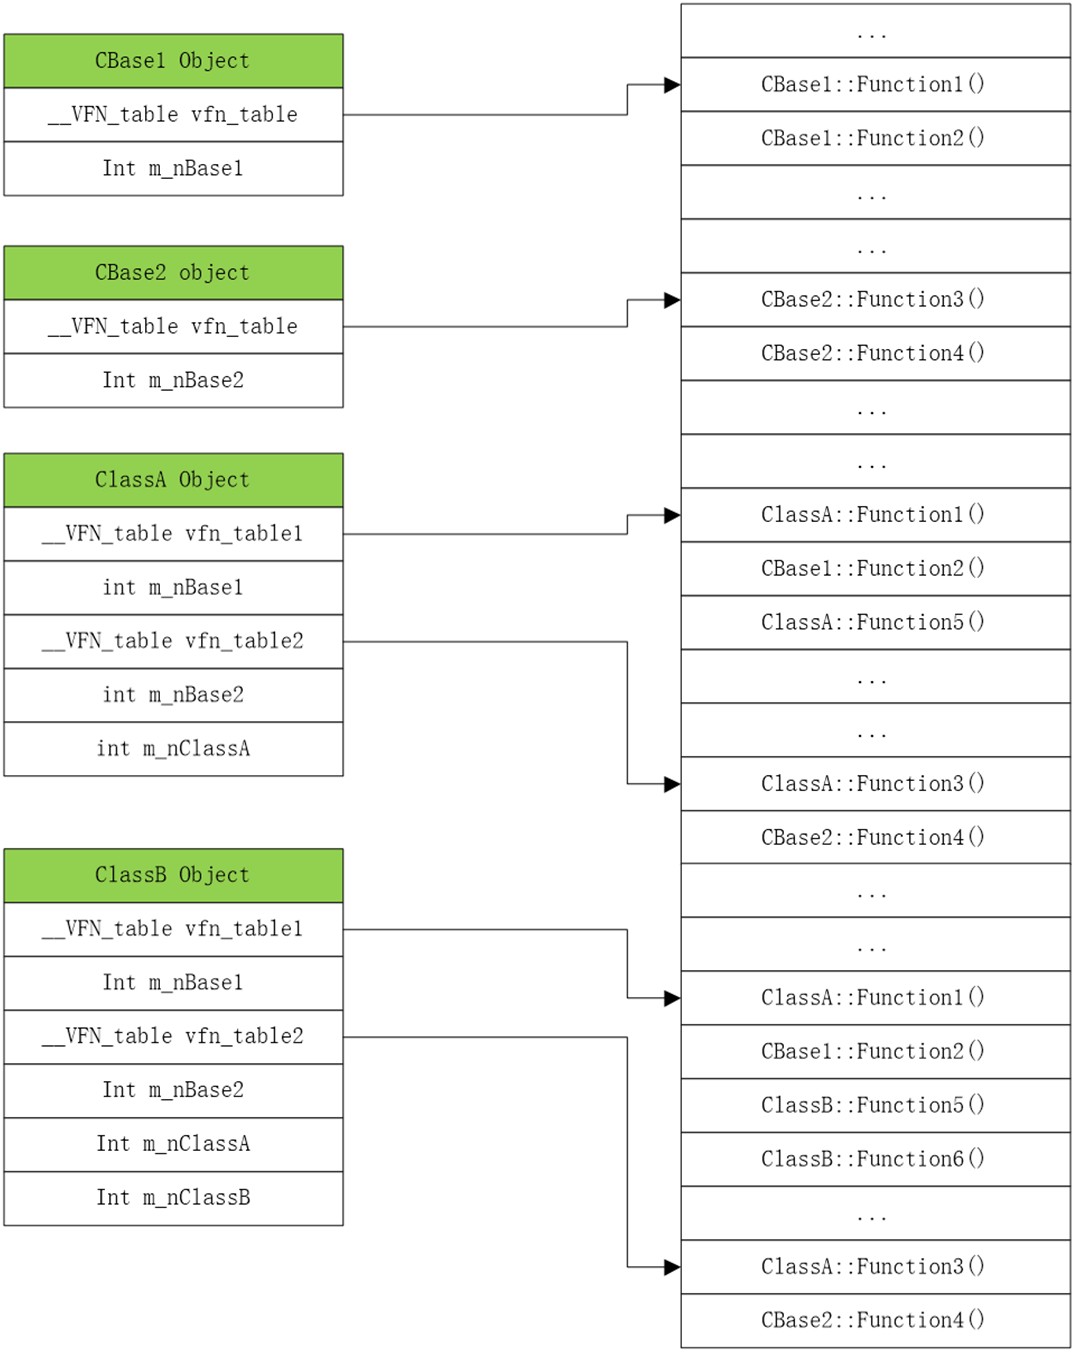 CBase1 Object
__VFN_table vfn_table
Int m_nBase1
CBase2 object
__VFN_table vfn_table
Int m_nBase2
ClassA Object
__VFN_table vfn_table1
int m_nBase1
__VFN_table vfn_table2
int m_nBase2
int m_nClassA
ClassB Object
__VFN_table vfn_table1
Int m_nBase1
__VFN_table vfn_table2
Int m_nBase2
Int m_nClassA
Int m_nClassB
...
CBase1::Function1()
CBase1::Function2()
...
...
CBase2::Function3()
CBase2::Function4()
...
...
ClassA::Function1()
CBase1::Function2()
ClassA::Function5()
...
...
ClassA::Function3()
CBase2::Function4()
...
...
ClassA::Function1()
CBase1::Function2()
ClassB::Function5()
ClassB::Function6()
...
ClassA::Function3()
CBase2::Function4()